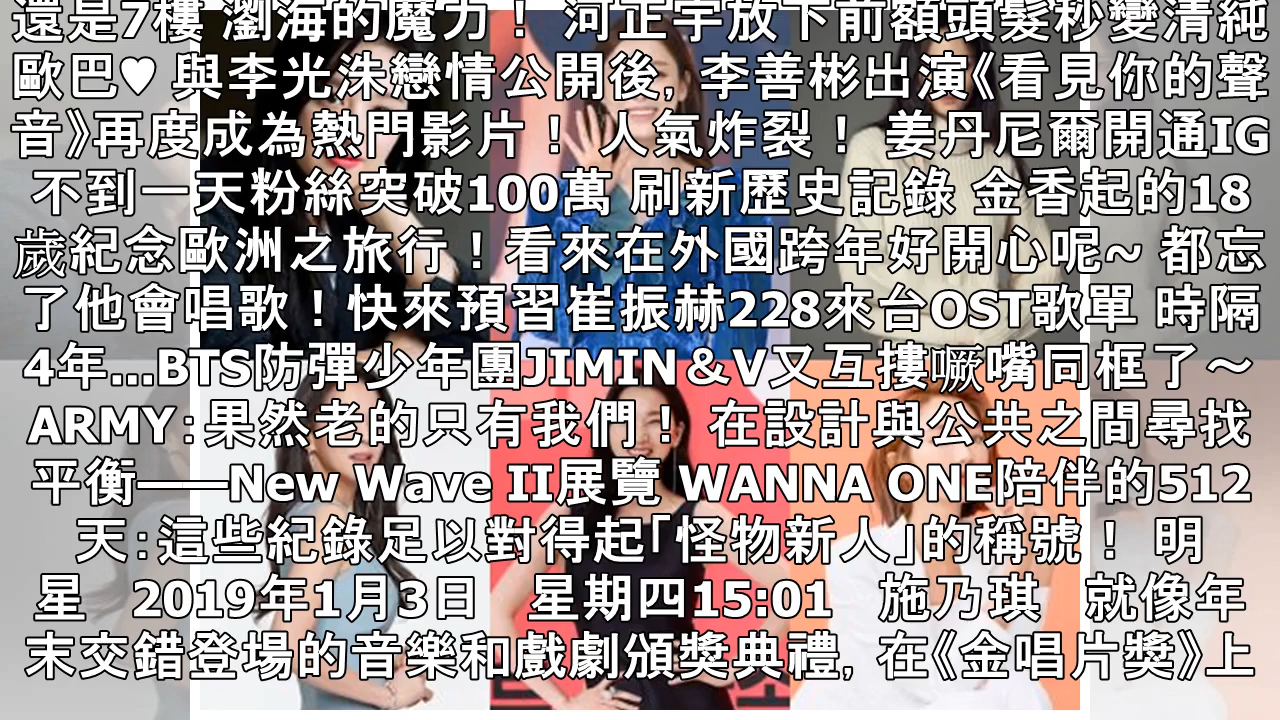 還是7樓 瀏海的魔力！ 河正宇放下前額頭髮秒變清純
歐巴♥ 與李光洙戀情公開後, 李善彬出演《看見你的聲
音》再度成為熱門影片！ 人氣炸裂！ 姜丹尼爾開通IG
不到一天粉絲突破100萬 刷新歷史記錄 金香起的18
歲紀念歐洲之旅行！看來在外國跨年好開心呢~ 都忘
了他會唱歌！快來預習崔振赫228來台OST歌單 時隔
4年...BTS防彈少年團JIMIN＆V又互摟噘嘴同框了～
ARMY：果然老的只有我們！ 在設計與公共之間尋找
平衡——New Wave II展覽 WANNA ONE陪伴的512
天：這些紀錄足以對得起「怪物新人」的稱號！ 明
星 2019年1月3日 星期四15:01 施乃琪 就像年
末交錯登場的音樂和戲劇頒獎典禮, 在《金唱片獎》上